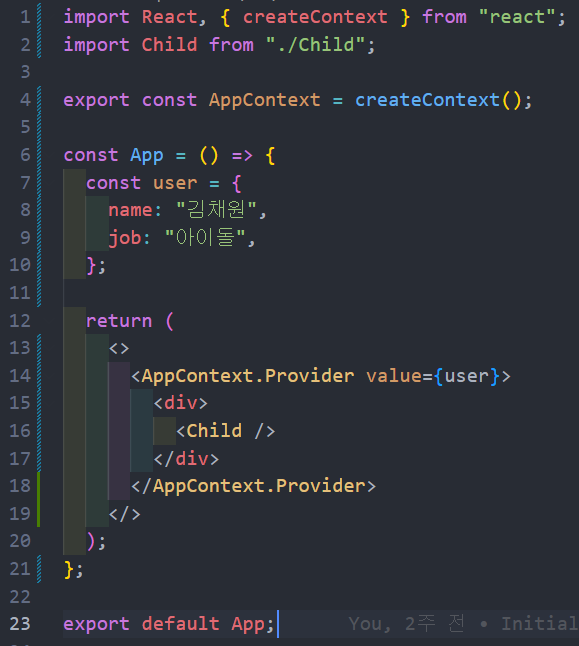 1 import React, { createContext } from "react";
2 import Child from "./Child";
3
4 export const AppContext = createContext();
5
6 const App = () => {
7   const user = {
8     name: "김채원",
9     job: "아이돌",
10   };
11
12   return (
13     <>
14       <AppContext.Provider value={user}>
15         <div>
16           <Child />
17         </div>
18       </AppContext.Provider>
19     </>
20   );
21 };
22
23 export default App; You, 2주 전 • Initial